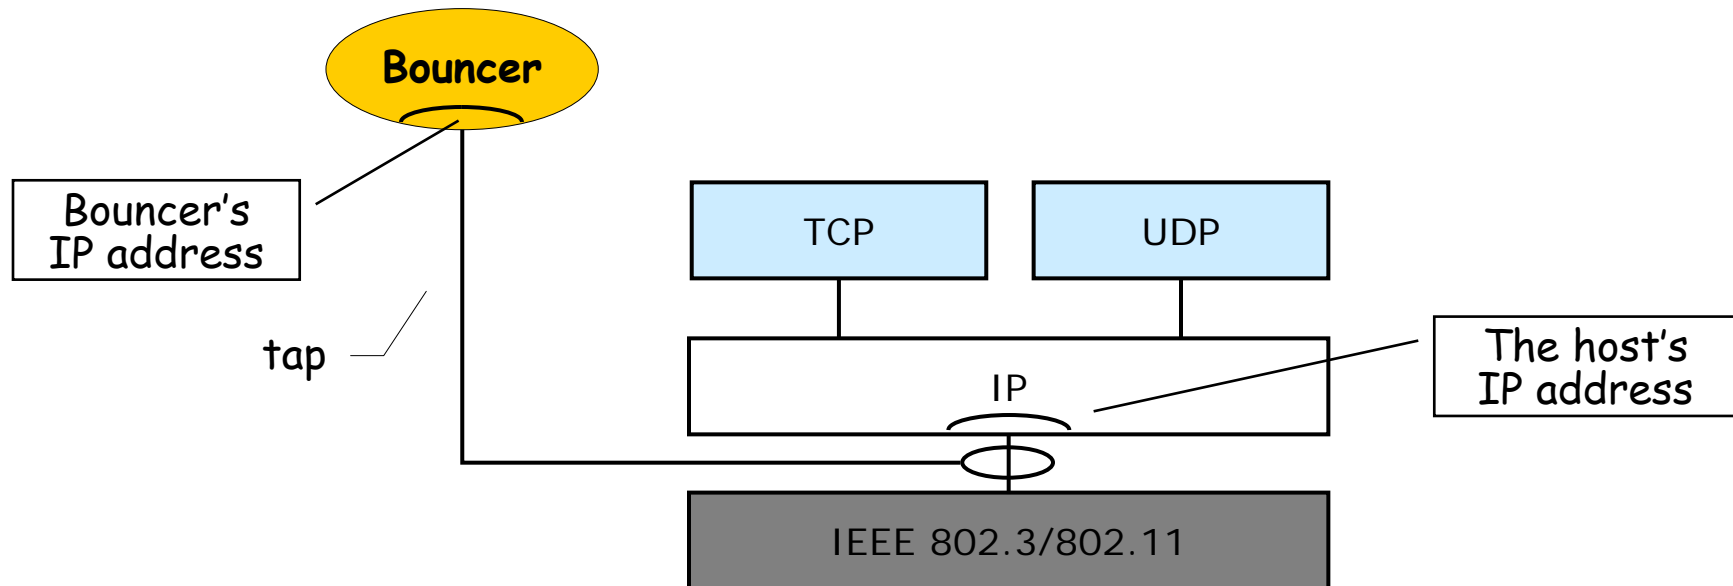 Bouncer
Bouncer's
IP address
TCP
UDP
tap
The host's
IP address
IP
IEEE 802.3/802.11